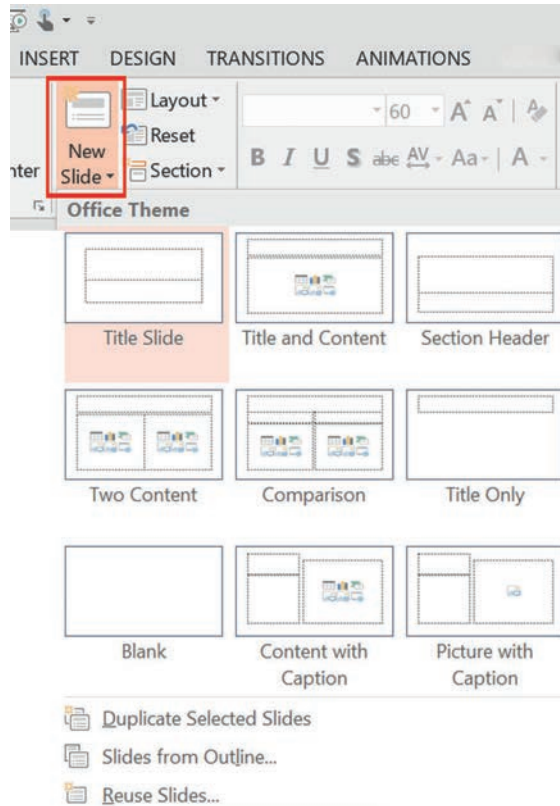 INSERT DESIGN TRANSITIONS ANIMATIONS
Layout
60 A A A
New
Slide
Reset
Section
nter
B I U S abc AV Aa A
Office Theme
Title Slide Title and Content Section Header
Two Content Comparison Title Only
Blank Content with
Caption Picture with
Caption
Duplicate Selected Slides
Slides from Outline...
Reuse Slides...